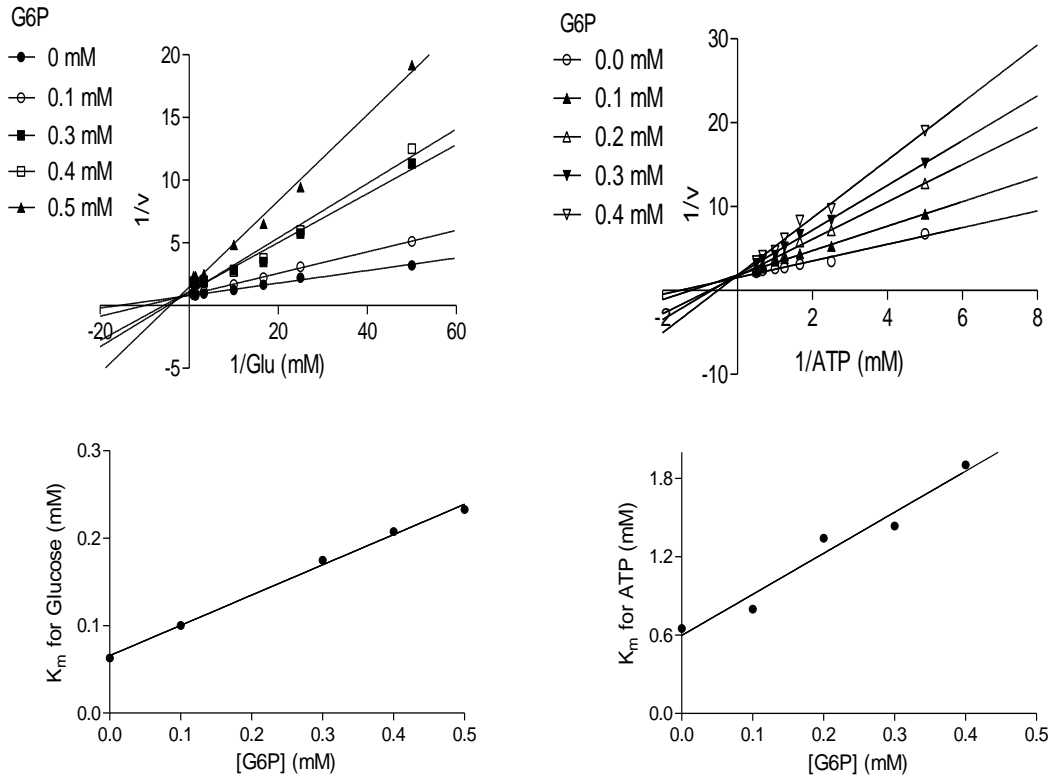 G6P
0 mM
0.1 mM
0.3 mM
0.4 mM
0.5 mM
20
15
10
5
-5
-20
20
40
60
1/v
1/Glu (mM)
G6P
0.0 mM
0.1 mM
0.2 mM
0.3 mM
0.4 mM
30
20
10
-10
-2
2
4
6
8
1/v
1/ATP (mM)
0.3
0.2
0.1
0.0
Km for Glucose (mM)
0.0 0.1 0.2 0.3 0.4 0.5
[G6P] (mM)
1.8
1.2
0.6
0.0
Km for ATP (mM)
0.0 0.1 0.2 0.3 0.4 0.5
[G6P] (mM)